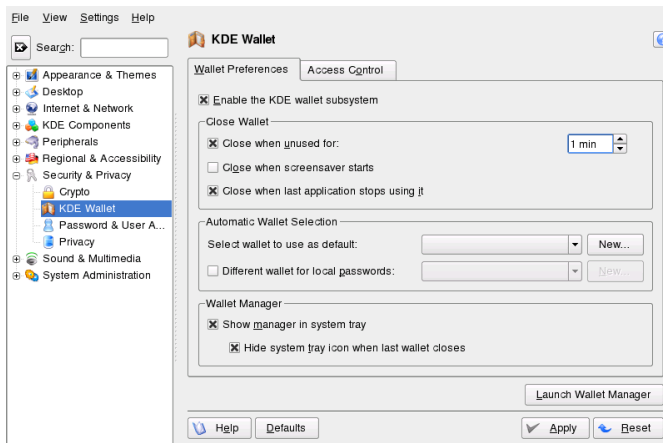 File View Settings Help
Search:
KDE Wallet
Appearance & Themes
Desktop
Internet & Network
KDE Components
Peripherals
Regional & Accessibility
Security & Privacy
Crypto
KDE Wallet
Password & User A...
Privacy
Sound & Multimedia
System Administration
Wallet Preferences Access Control
Enable the KDE wallet subsystem
Close Wallet
Close when unused for: 1 min
Close when screensaver starts
Close when last application stops using it
Automatic Wallet Selection
Select wallet to use as default: New...
Different wallet for local passwords: New...
Wallet Manager
Show manager in system tray
Hide system tray icon when last wallet closes
Launch Wallet Manager
Help Defaults Apply Reset